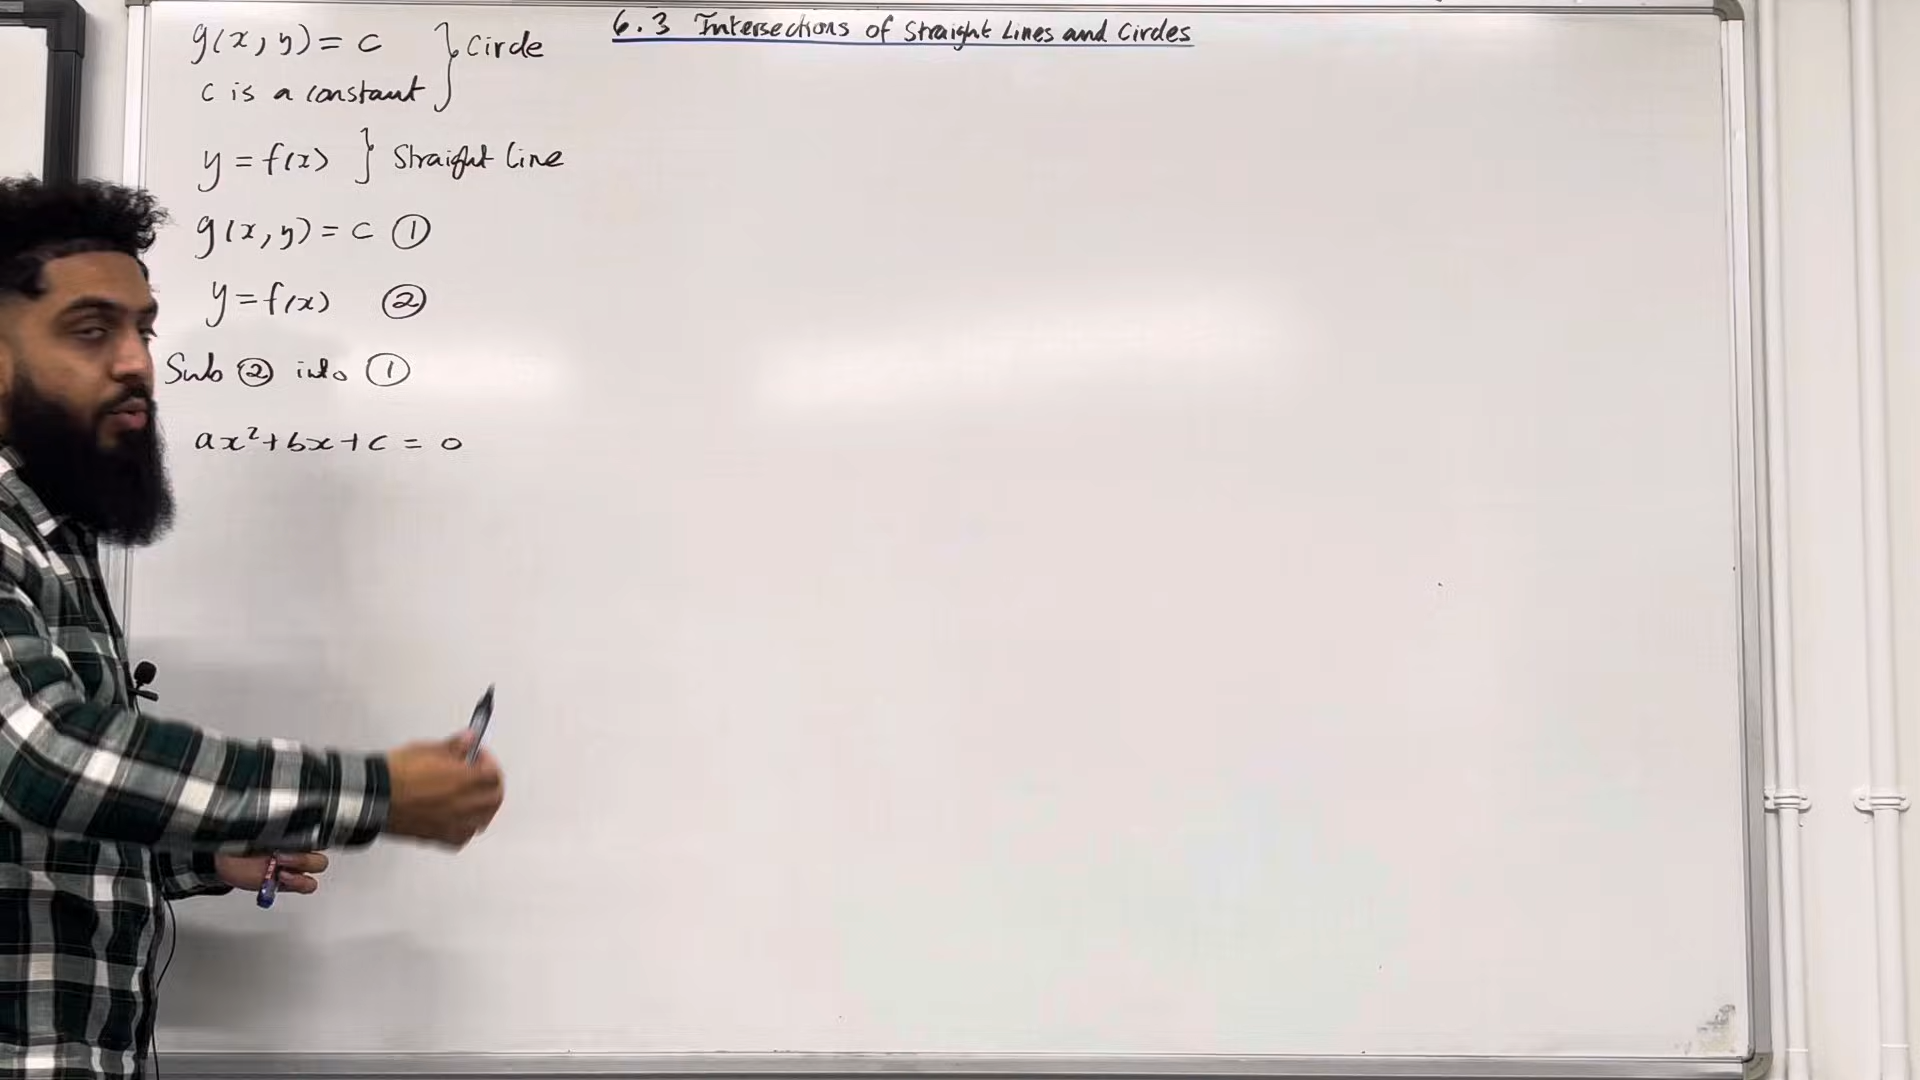 6.3 Intersections of Straight Lines and Circles
g(x, y) = c } Circle
c is a constant
y = f(x) } Straight Line
g(x, y) = c ①
y = f(x) ②
Sub ② into ①
ax² + bx + c = 0